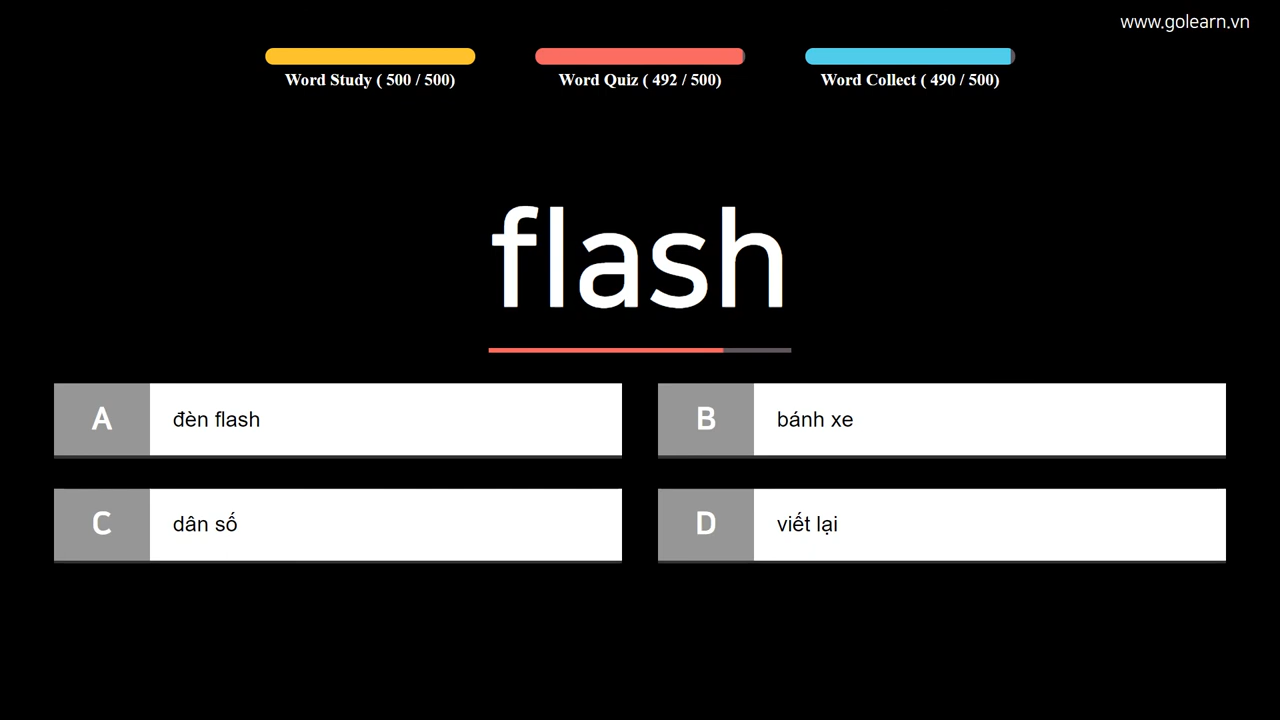 www.golearn.vn
Word Study ( 500 / 500)
Word Quiz ( 492 / 500)
Word Collect ( 490 / 500)
flash
A đèn flash
B bánh xe
C dân số
D viết lại